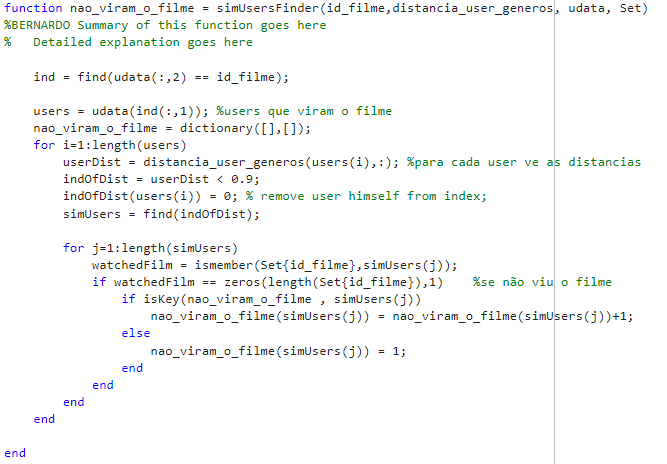 function nao_viram_o_filme = simUsersFinder(id_filme,distancia_user_generos, udata, Set)
%BERNARDO Summary of this function goes here
%   Detailed explanation goes here
    ind = find(udata(:,2) == id_filme);
    users = udata(ind(:,1)); %users que viram o filme
    nao_viram_o_filme = dictionary([],[]);
    for i=1:length(users)
        userDist = distancia_user_generos(users(i),:); %para cada user ve as distancias
        indOfDist = userDist < 0.9;
        indOfDist(users(i)) = 0; % remove user himself from index;
        simUsers = find(indOfDist);
        for j=1:length(simUsers)
            watchedFilm = ismember(Set{id_filme},simUsers(j));
            if watchedFilm == zeros(length(Set{id_filme}),1)    %se não viu o filme
                if isKey(nao_viram_o_filme , simUsers(j))
                    nao_viram_o_filme(simUsers(j)) = nao_viram_o_filme(simUsers(j))+1;
                else
                    nao_viram_o_filme(simUsers(j)) = 1;
                end
            end
        end
    end
end